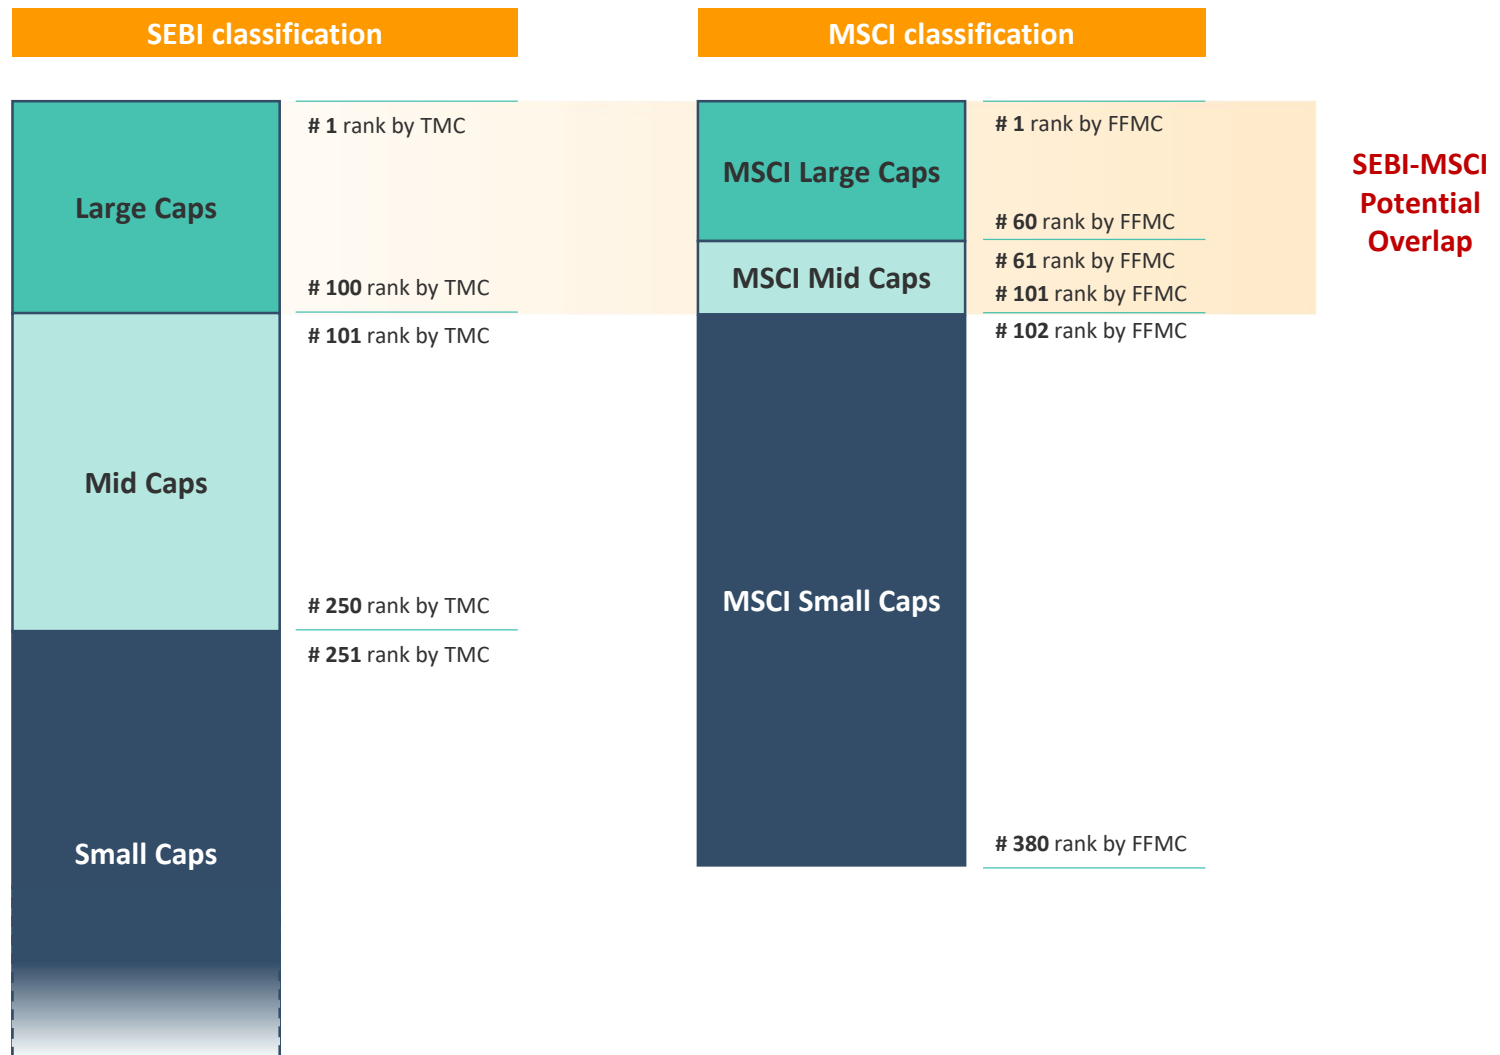 SEBI classification
MSCI classification
Large Caps
# 1 rank by TMC
# 100 rank by TMC
# 101 rank by TMC
Mid Caps
# 250 rank by TMC
# 251 rank by TMC
Small Caps
MSCI Large Caps
# 1 rank by FFMC
# 60 rank by FFMC
MSCI Mid Caps
# 61 rank by FFMC
# 101 rank by FFMC
# 102 rank by FFMC
MSCI Small Caps
# 380 rank by FFMC
SEBI-MSCI
Potential
Overlap